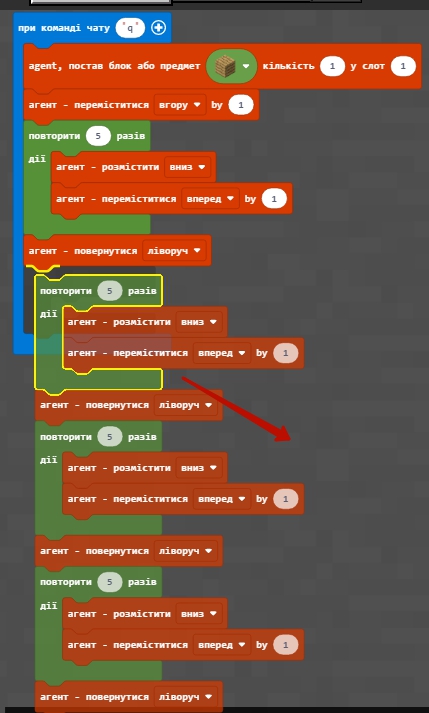 при команді чату "q"
agent, постав блок або предмет кількість 1 у слот 1
агент - переміститися вгору by 1
повторити 5 разів
дії
агент - розмістити вниз
агент - переміститися вперед by 1
агент - повернутися ліворуч
повторити 5 разів
дії
агент - розмістити вниз
агент - переміститися вперед by 1
агент - повернутися ліворуч
повторити 5 разів
дії
агент - розмістити вниз
агент - переміститися вперед by 1
агент - повернутися ліворуч
повторити 5 разів
дії
агент - розмістити вниз
агент - переміститися вперед by 1
агент - повернутися ліворуч